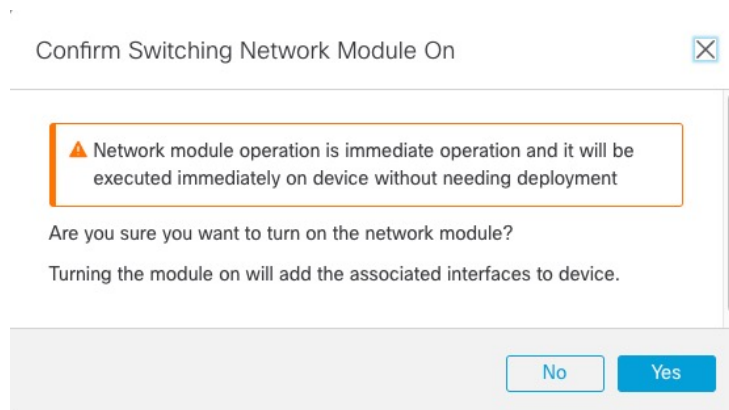 Confirm Switching Network Module On
Network module operation is immediate operation and it will be
executed immediately on device without needing deployment
Are you sure you want to turn on the network module?
Turning the module on will add the associated interfaces to device.
No
Yes